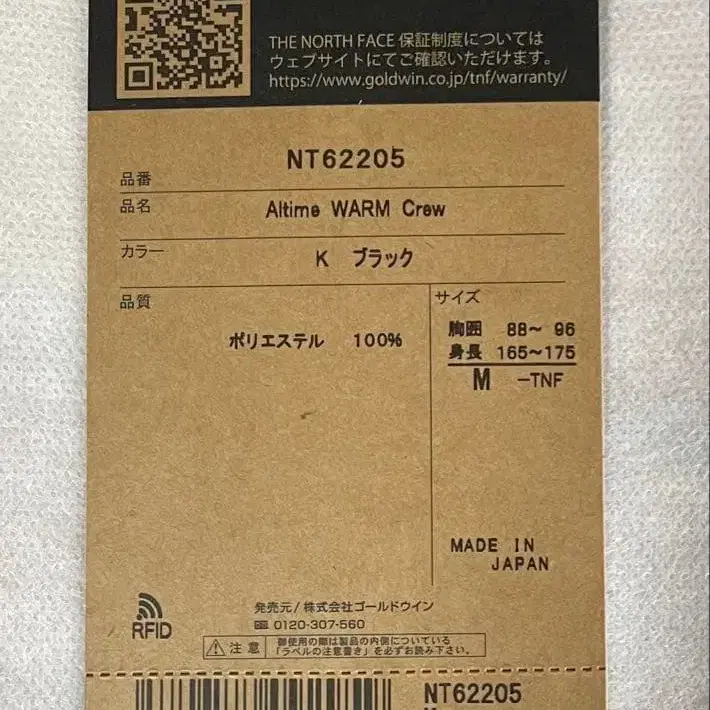 THE NORTH FACE 保証制度については
ウェブサイトにてご確認いただけます。
https://www.goldwin.co.jp/tnf/warranty/
NT62205
品番
品名 Altime WARM Crew
カラー K ブラック
品質
ポリエステル 100%
サイズ
胸囲 88～ 96
身長 165～175
M -TNF
MADE IN
JAPAN
RFID
発売元/株式会社ゴールドウイン
0120-307-560
注意 御使用の際は製品の内側についている
「ラベルの注意書き」を必ずお読み下さい。
NT62205